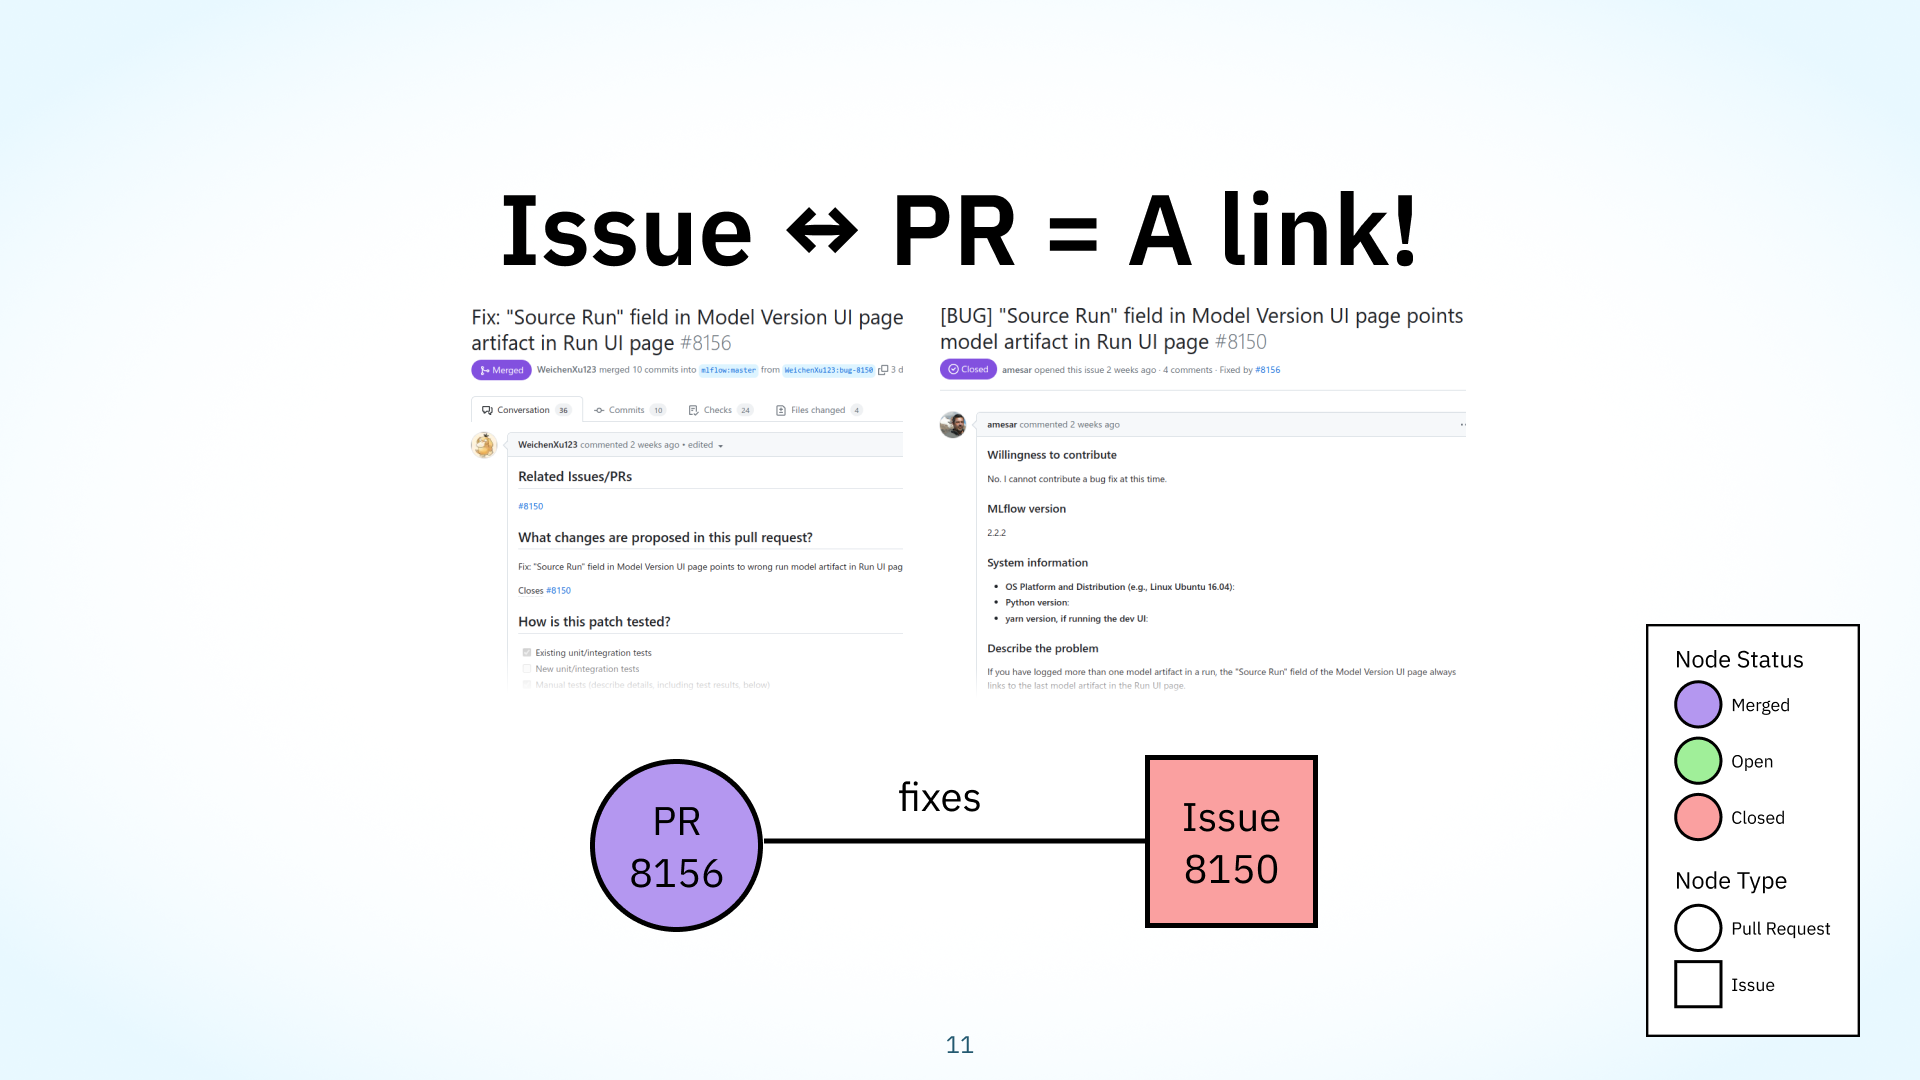 Issue ↔ PR = A link!
Fix: "Source Run" field in Model Version UI page
artifact in Run UI page #8156
Merged WeichenXu123 merged 10 commits into mlflow:master from WeichenXu123:bug-8150 3 d
Conversation 36 Commits 10 Checks 24 Files changed 4
WeichenXu123 commented 2 weeks ago • edited
Related Issues/PRs
#8150
What changes are proposed in this pull request?
Fix: "Source Run" field in Model Version UI page points to wrong run model artifact in Run UI pag
Closes #8150
How is this patch tested?
Existing unit/integration tests
New unit/integration tests
Manual tests (describe details, including test results, below)
[BUG] "Source Run" field in Model Version UI page points
model artifact in Run UI page #8150
Closed amesar opened this issue 2 weeks ago · 4 comments · Fixed by #8156
amesar commented 2 weeks ago
Willingness to contribute
No. I cannot contribute a bug fix at this time.
MLflow version
2.2.2
System information
• OS Platform and Distribution (e.g., Linux Ubuntu 16.04):
• Python version:
• yarn version, if running the dev UI:
Describe the problem
If you have logged more than one model artifact in a run, the "Source Run" field of the Model Version UI page always
links to the last model artifact in the Run UI page.
PR
8156
fixes
Issue
8150
Node Status
Merged
Open
Closed
Node Type
Pull Request
Issue
11